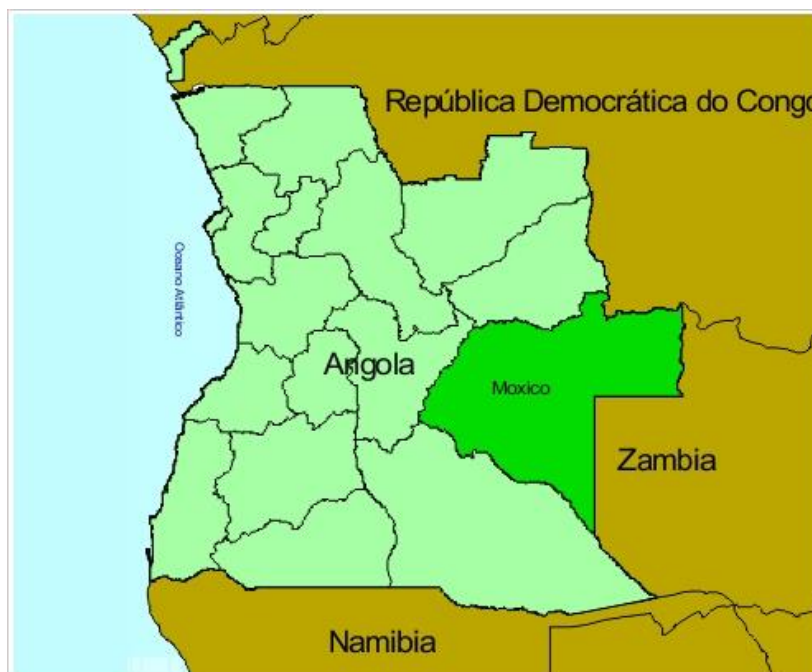 República Democrática do Congo
Oceano Atlântico
Angola
Moxico
Zambia
Namibia